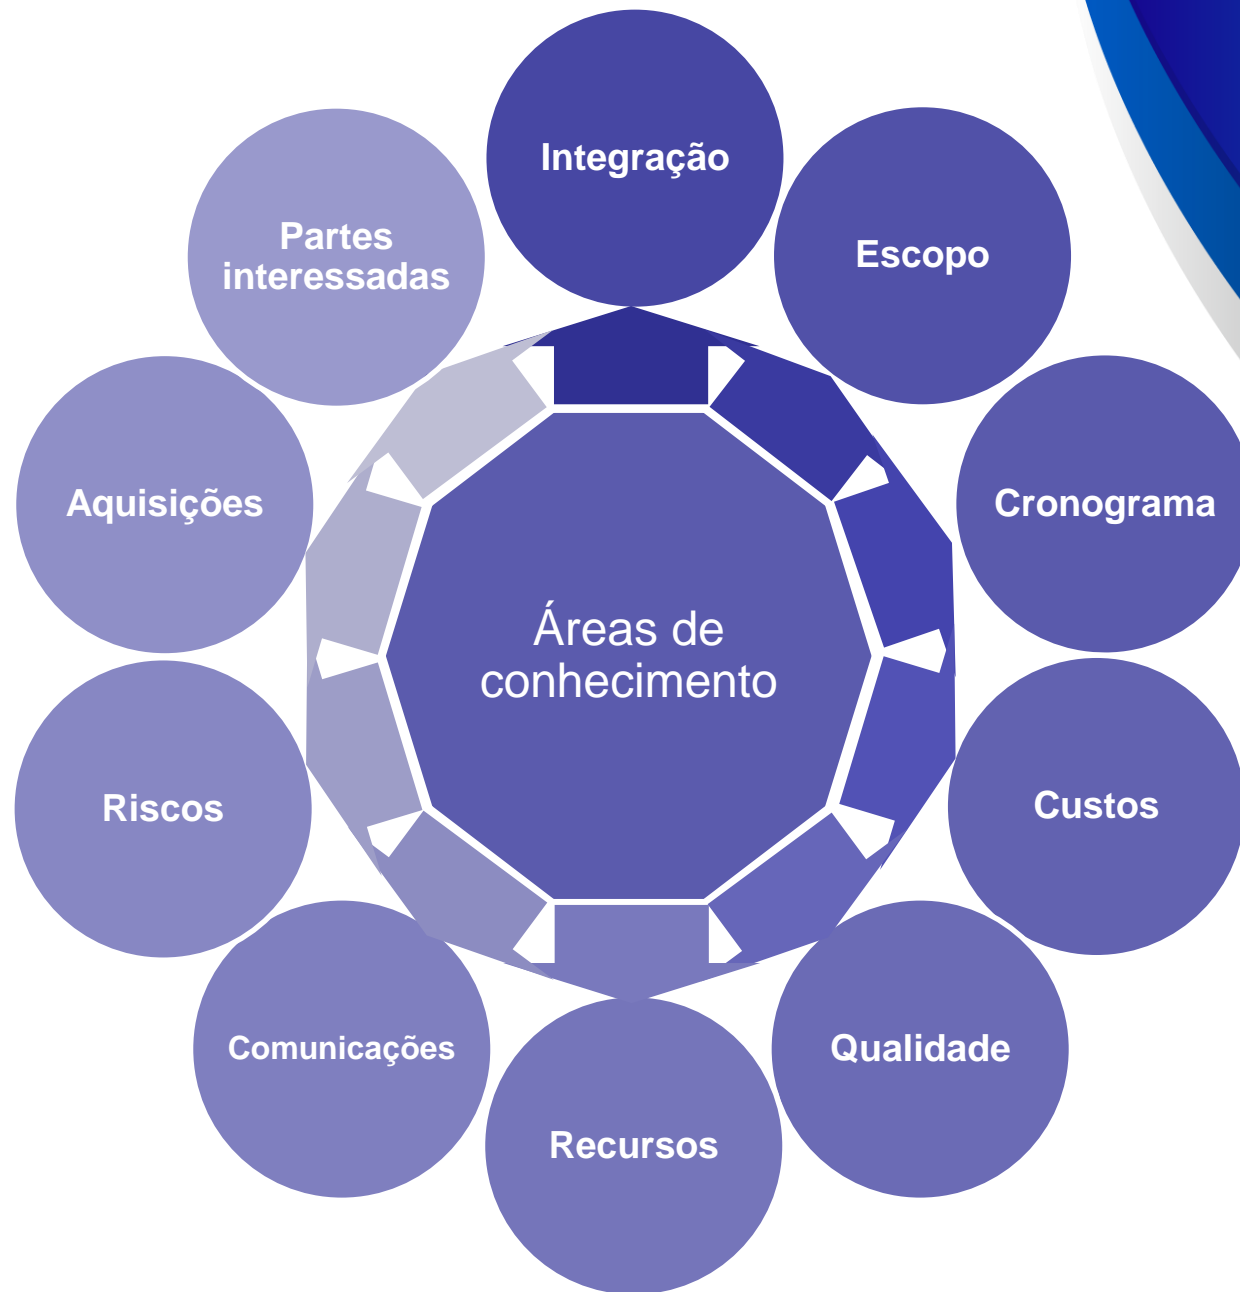 Integração
Escopo
Cronograma
Custos
Qualidade
Recursos
Comunicações
Riscos
Aquisições
Partes
interessadas
Áreas de
conhecimento